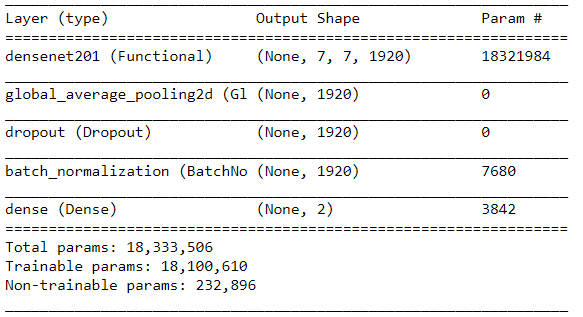 Layer (type) Output Shape Param #
densenet201 (Functional) (None, 7, 7, 1920) 18321984
global_average_pooling2d (Gl (None, 1920) 0
dropout (Dropout) (None, 1920) 0
batch_normalization (BatchNo (None, 1920) 7680
dense (Dense) (None, 2) 3842
Total params: 18,333,506
Trainable params: 18,100,610
Non-trainable params: 232,896